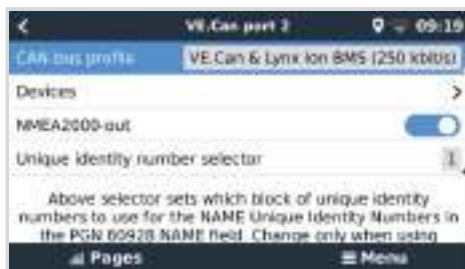 VE.Can port 2 09:19
CAN-bus profile VE.Can & Lynx Ion BMS (250 kbit/s)
Devices
NMEA2000-out
Unique identity number selector 1
Above selector sets which block of unique identity
numbers to use for the NAME Unique Identity Numbers in
the PGN 60928 NAME field. Change only when using
Pages Menu